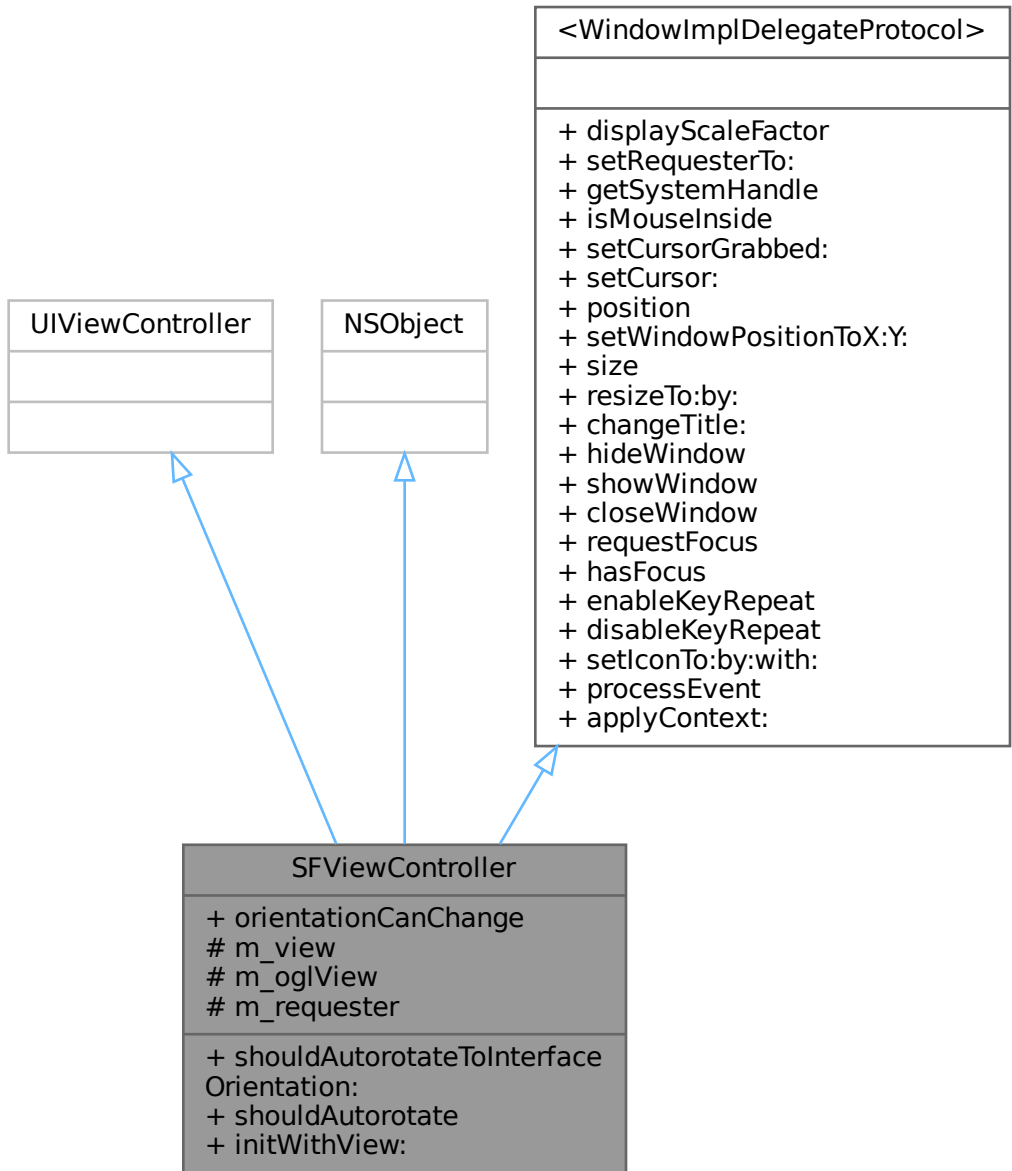 <WindowImplDelegateProtocol>
+ displayScaleFactor
+ setRequesterTo:
+ getSystemHandle
+ isMouseInside
+ setCursorGrabbed:
+ setCursor:
+ position
+ setWindowPositionToX:Y:
+ size
+ resizeTo:by:
+ changeTitle:
+ hideWindow
+ showWindow
+ closeWindow
+ requestFocus
+ hasFocus
+ enableKeyRepeat
+ disableKeyRepeat
+ setIconTo:by:with:
+ processEvent
+ applyContext:
UIViewController
NSObject
SFViewController
+ orientationCanChange
# m_view
# m_oglView
# m_requester
+ shouldAutorotateToInterface
Orientation:
+ shouldAutorotate
+ initWithView: